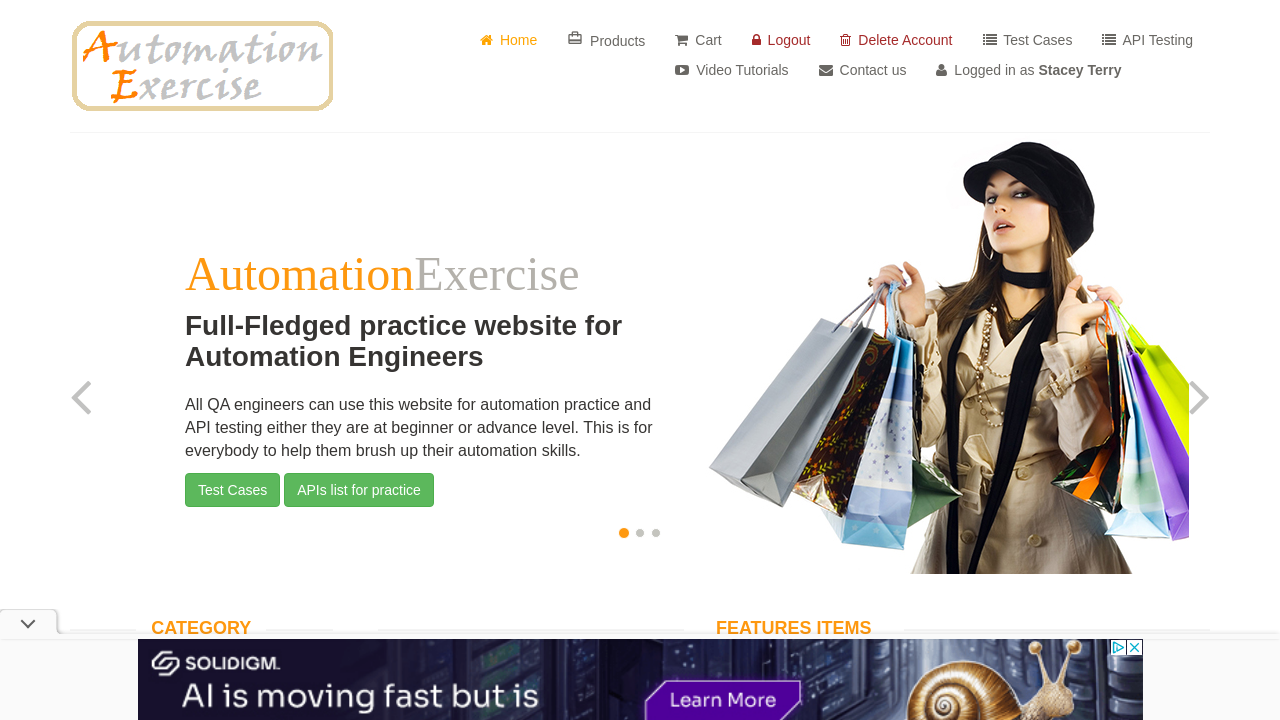 Automation
Exercise
Home Products Cart Logout Delete Account Test Cases API Testing
Video Tutorials Contact us Logged in as Stacey Terry
AutomationExercise
Full-Fledged practice website for
Automation Engineers
All QA engineers can use this website for automation practice and
API testing either they are at beginner or advance level. This is for
everybody to help them brush up their automation skills.
Test Cases APIs list for practice
CATEGORY FEATURES ITEMS
SOLIDIGM
AI is moving fast but is
Learn More